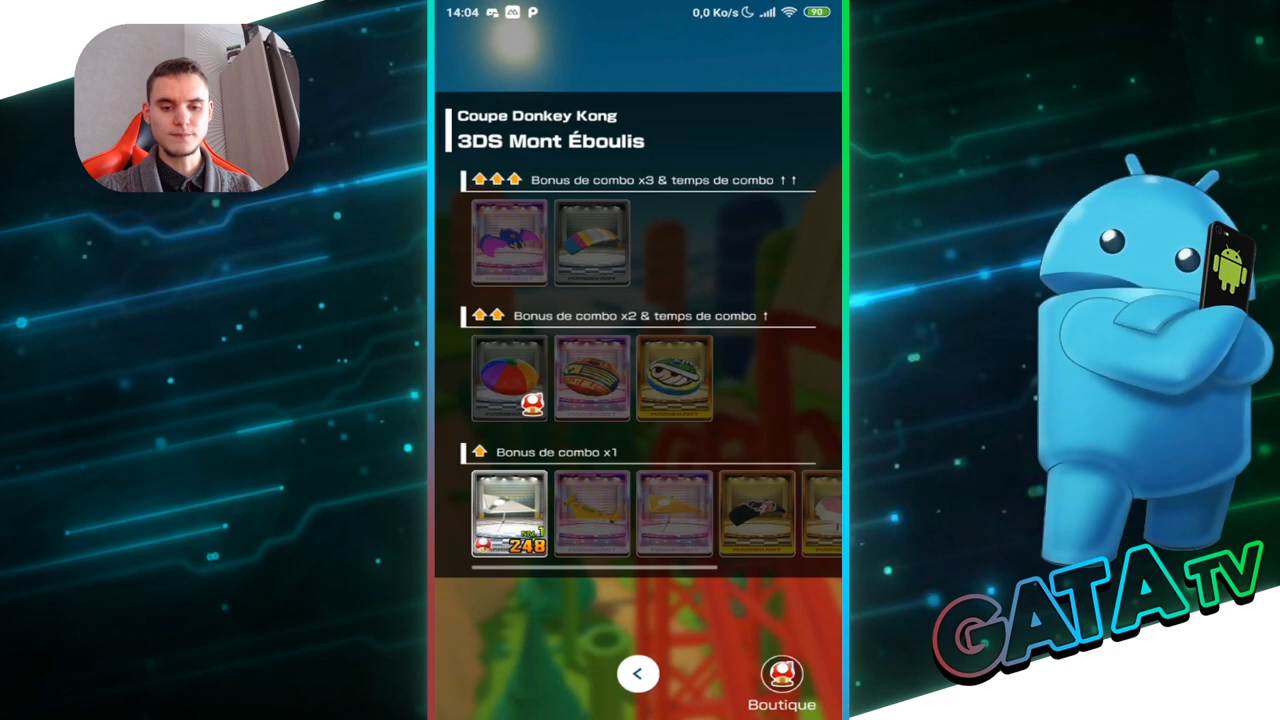 14:04
0,0 Ko/s
90
Coupe Donkey Kong
3DS Mont Éboulis
Bonus de combo x3 & temps de combo ↑ ↑
Bonus de combo x2 & temps de combo ↑
Bonus de combo x1
248
<
Boutique
GATA TV